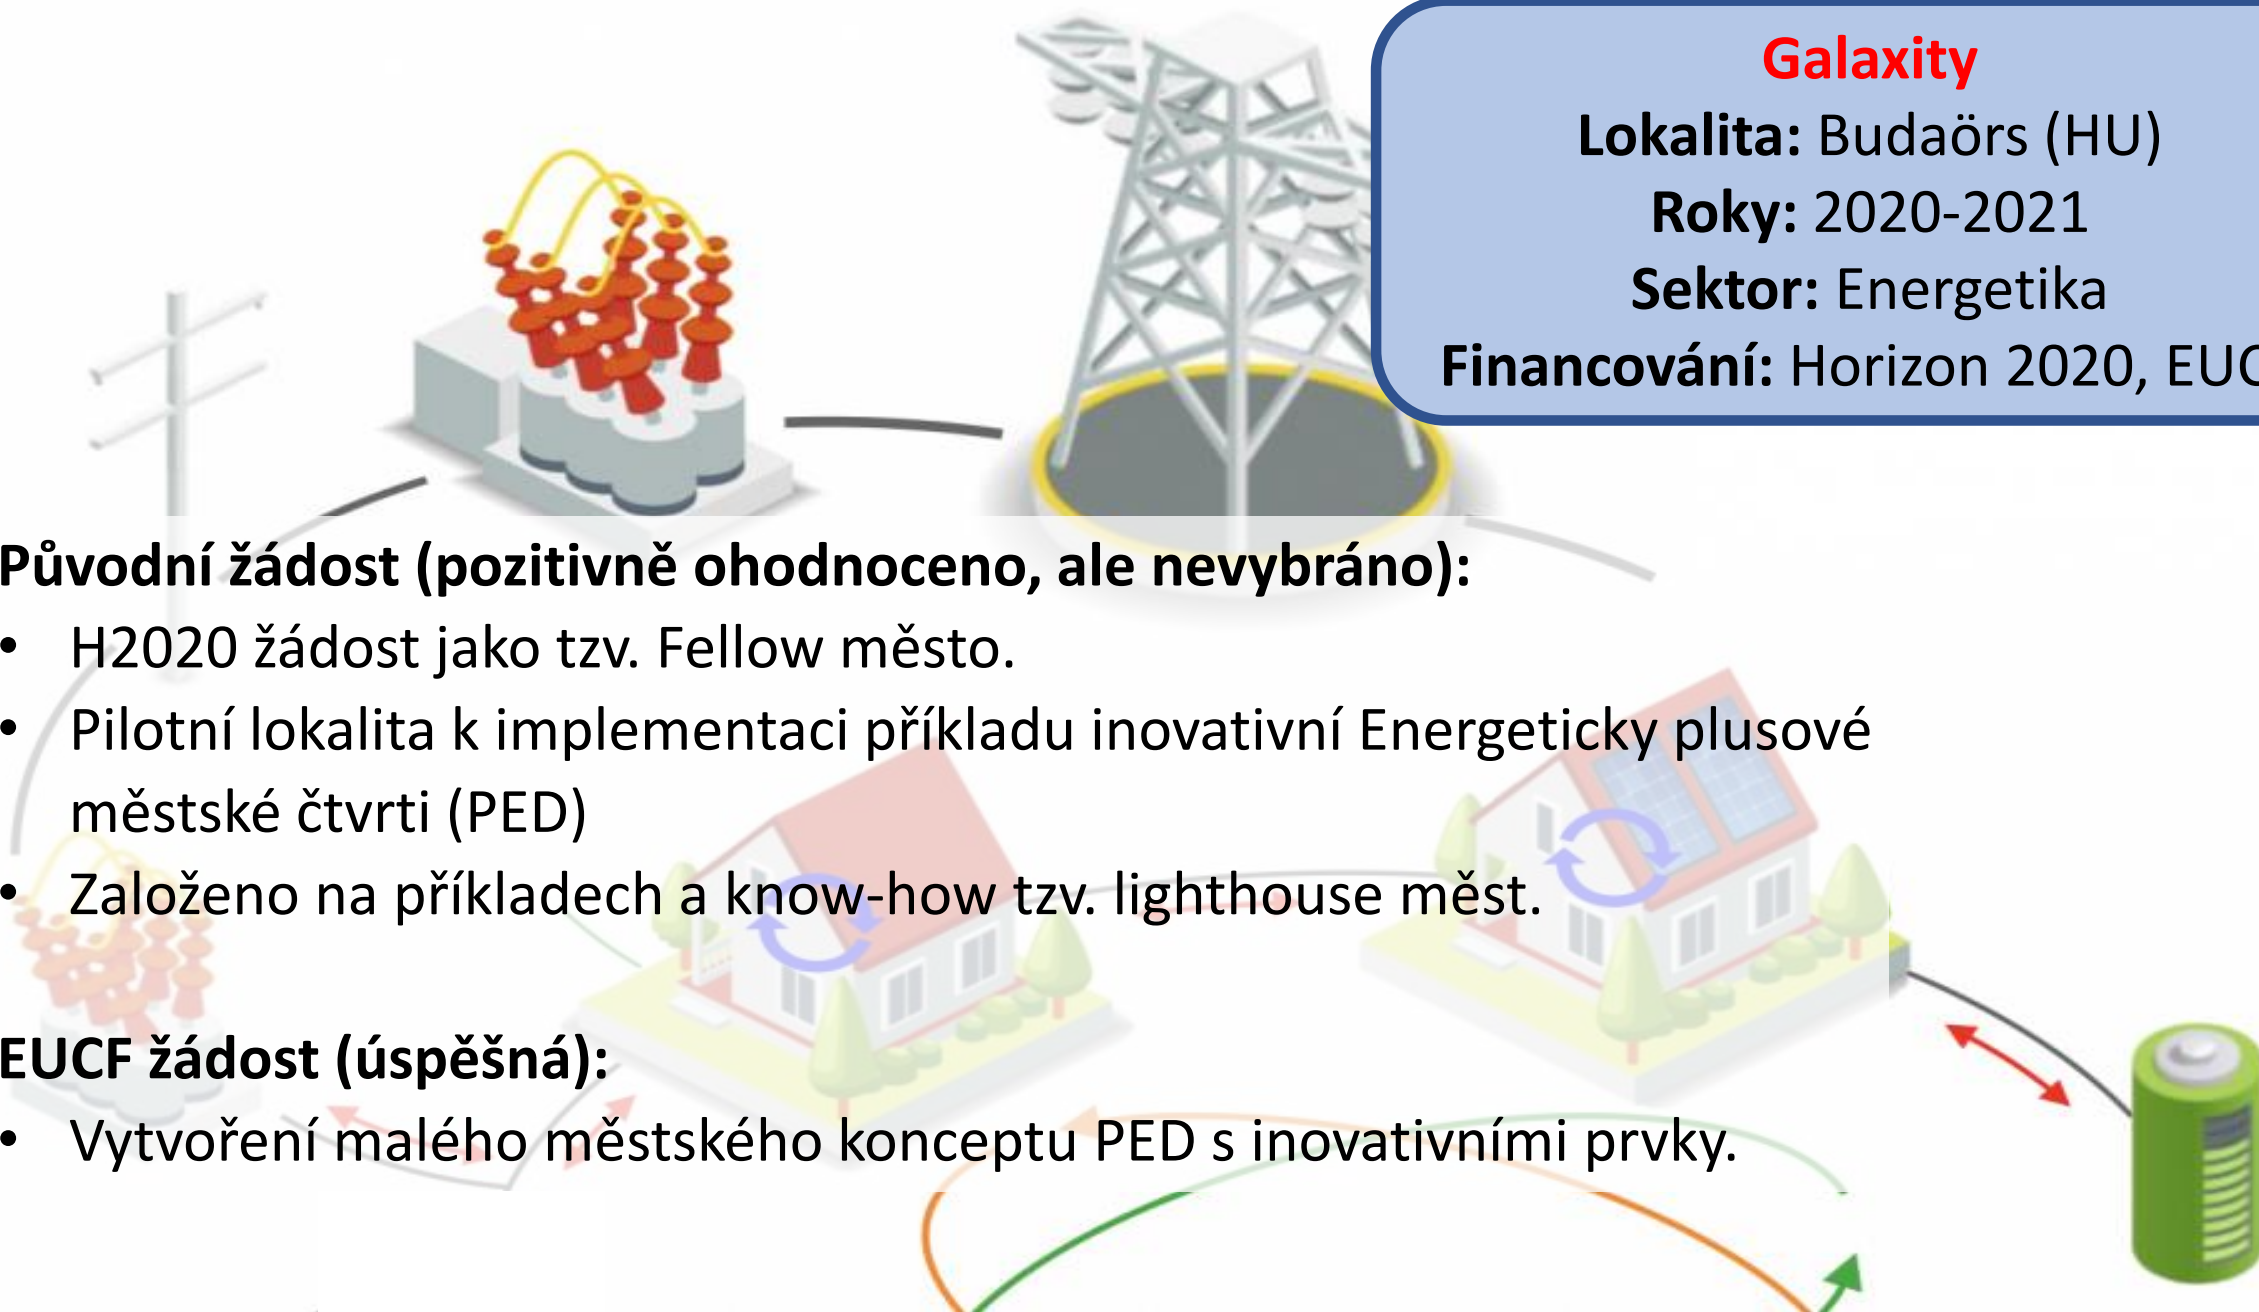 Galaxity
Lokalita: Budaörs (HU)
Roky: 2020-2021
Sektor: Energetika
Financování: Horizon 2020,
Původní žádost (pozitivně ohodnoceno, ale nevybráno):
• H2020 žádost jako tzv. Fellow město.
• Pilotní lokalita k implementaci příkladu inovativní Energeticky plusové
městské čtvrti (PED)
• Založeno na příkladech a know-how tzv. lighthouse měst.
EUCF žádost (úspěšná):
• Vytvoření malého městského konceptu PED s inovativními prvky.